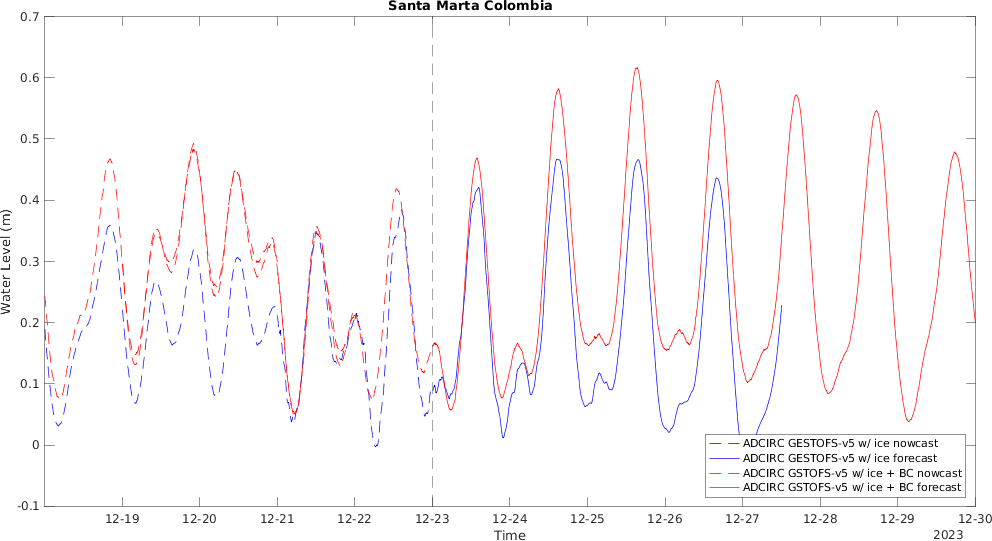 Santa Marta Colombia
0.7
0.6
0.5
0.4
0.3
0.2
0.1
0
-0.1
Water Level (m)
ADCIRC GESTOFS-v5 w/ ice nowcast
ADCIRC GESTOFS-v5 w/ ice forecast
ADCIRC GSTOFS-v5 w/ ice + BC nowcast
ADCIRC GSTOFS-v5 w/ ice + BC forecast
12-19 12-20 12-21 12-22 12-23 12-24 12-25 12-26 12-27 12-28 12-29 12-30
Time
2023